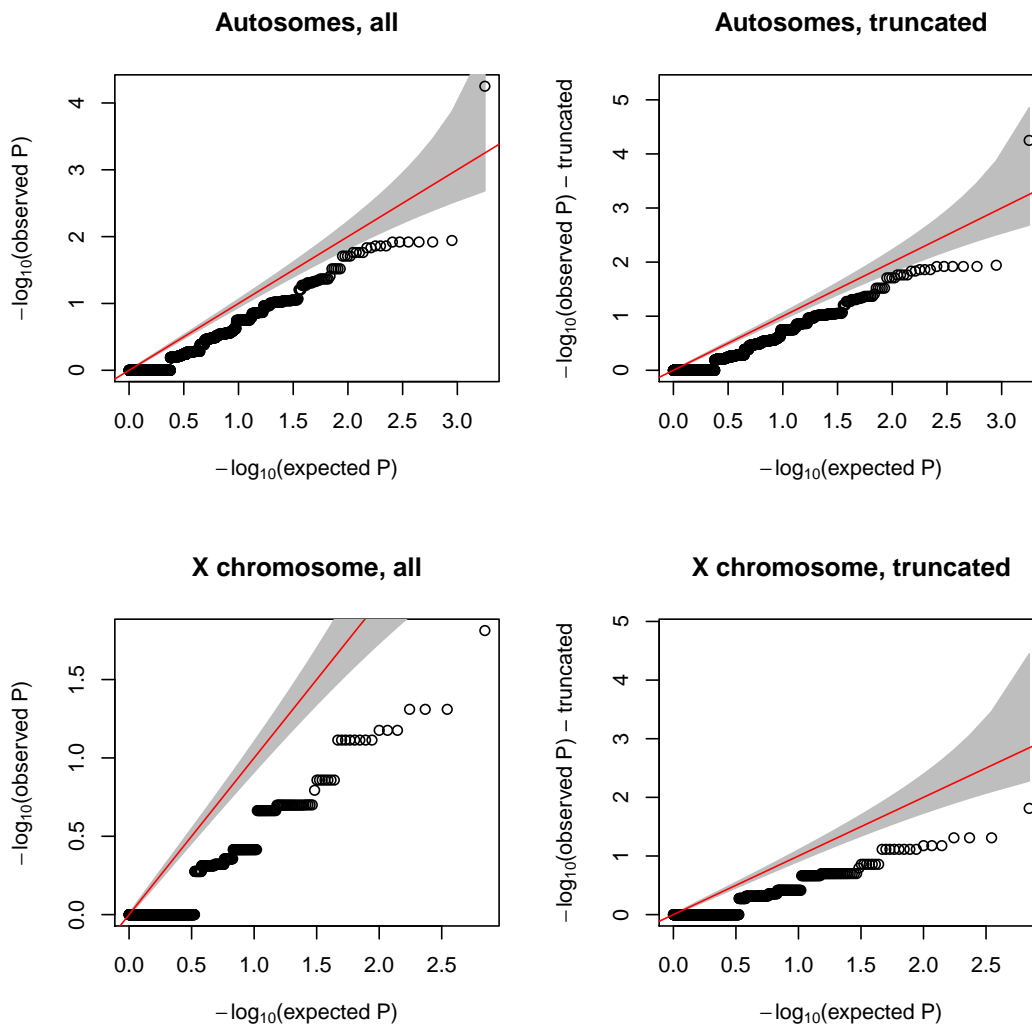 Autosomes, all
−log10(observed P)
4
3
2
1
0
0.0 0.5 1.0 1.5 2.0 2.5 3.0
−log10(expected P)
Autosomes, truncated
−log10(observed P) − truncated
5
4
3
2
1
0
0.0 0.5 1.0 1.5 2.0 2.5 3.0
−log10(expected P)
X chromosome, all
−log10(observed P)
1.5
1.0
0.5
0.0
0.0 0.5 1.0 1.5 2.0 2.5
−log10(expected P)
X chromosome, truncated
−log10(observed P) − truncated
5
4
3
2
1
0
0.0 0.5 1.0 1.5 2.0 2.5
−log10(expected P)